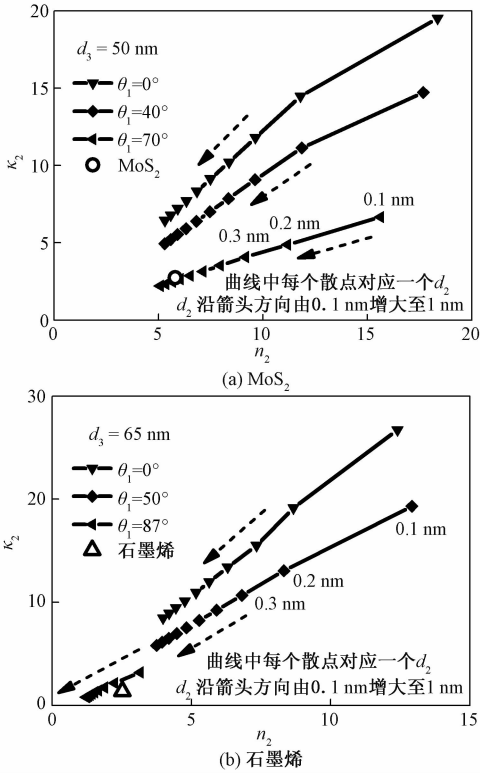 20
15
10
5
0
κ₂
d₃ = 50 nm
θ₁=0°
θ₁=40°
θ₁=70°
MoS₂
0.1 nm
0.2 nm
0.3 nm
曲线中每个散点对应一个d₂
d₂ 沿箭头方向由0.1 nm增大至1 nm
0 5 10 15 20
n₂
(a) MoS₂
30
20
10
0
κ₂
d₃ = 65 nm
θ₁=0°
θ₁=50°
θ₁=87°
石墨烯
0.1 nm
0.2 nm
0.3 nm
曲线中每个散点对应一个d₂
d₂ 沿箭头方向由0.1 nm增大至1 nm
0 5 10 15
n₂
(b) 石墨烯